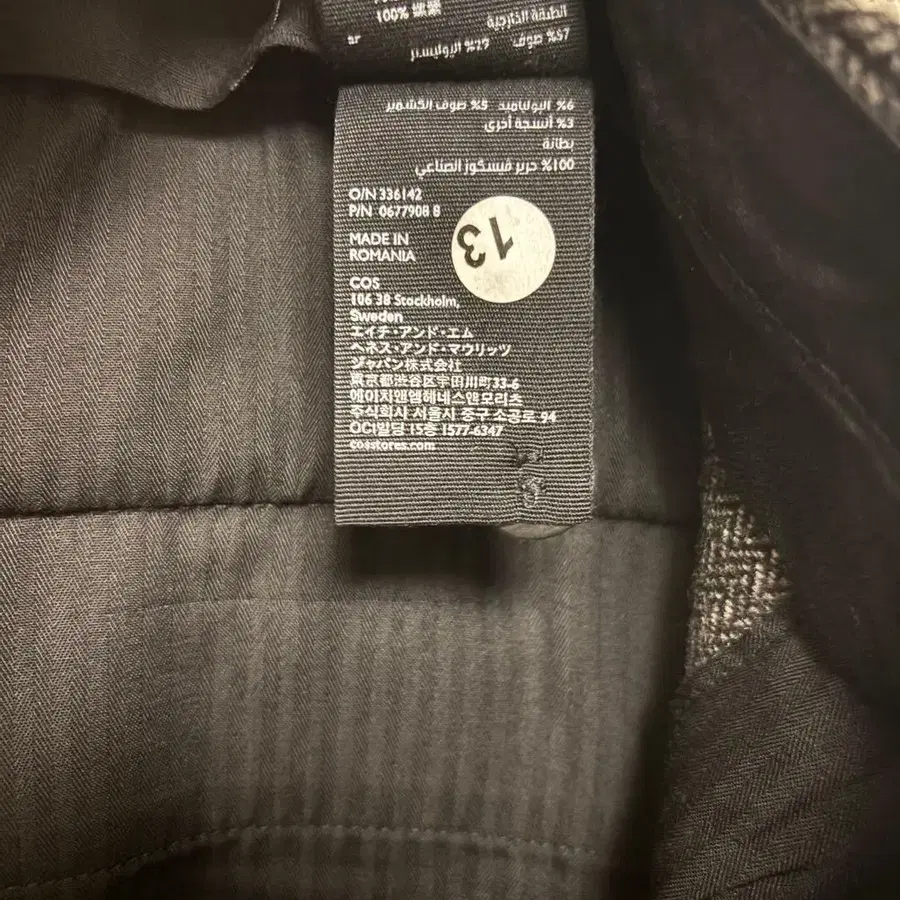 100% 嫘縈
الطبقة الخارجية
ar
57% صوف 29% البوليستر
6% البولياميد 5% صوف الكشمير
3% أنسجة أخرى
بطانة
100% حرير فيسكوز الصناعي
O/N 336142
P/N 0677908 8
13
MADE IN
ROMANIA
COS
106 38 Stockholm,
Sweden
エイチ・アンド・エム
ヘネス・アンド・マウリッツ
ジャパン株式会社
東京都渋谷区宇田川町33-6
에이치앤엠헤네스앤모리츠
주식회사 서울시 중구 소공로 94
OCI빌딩 15층 1577-6347
cosstores.com